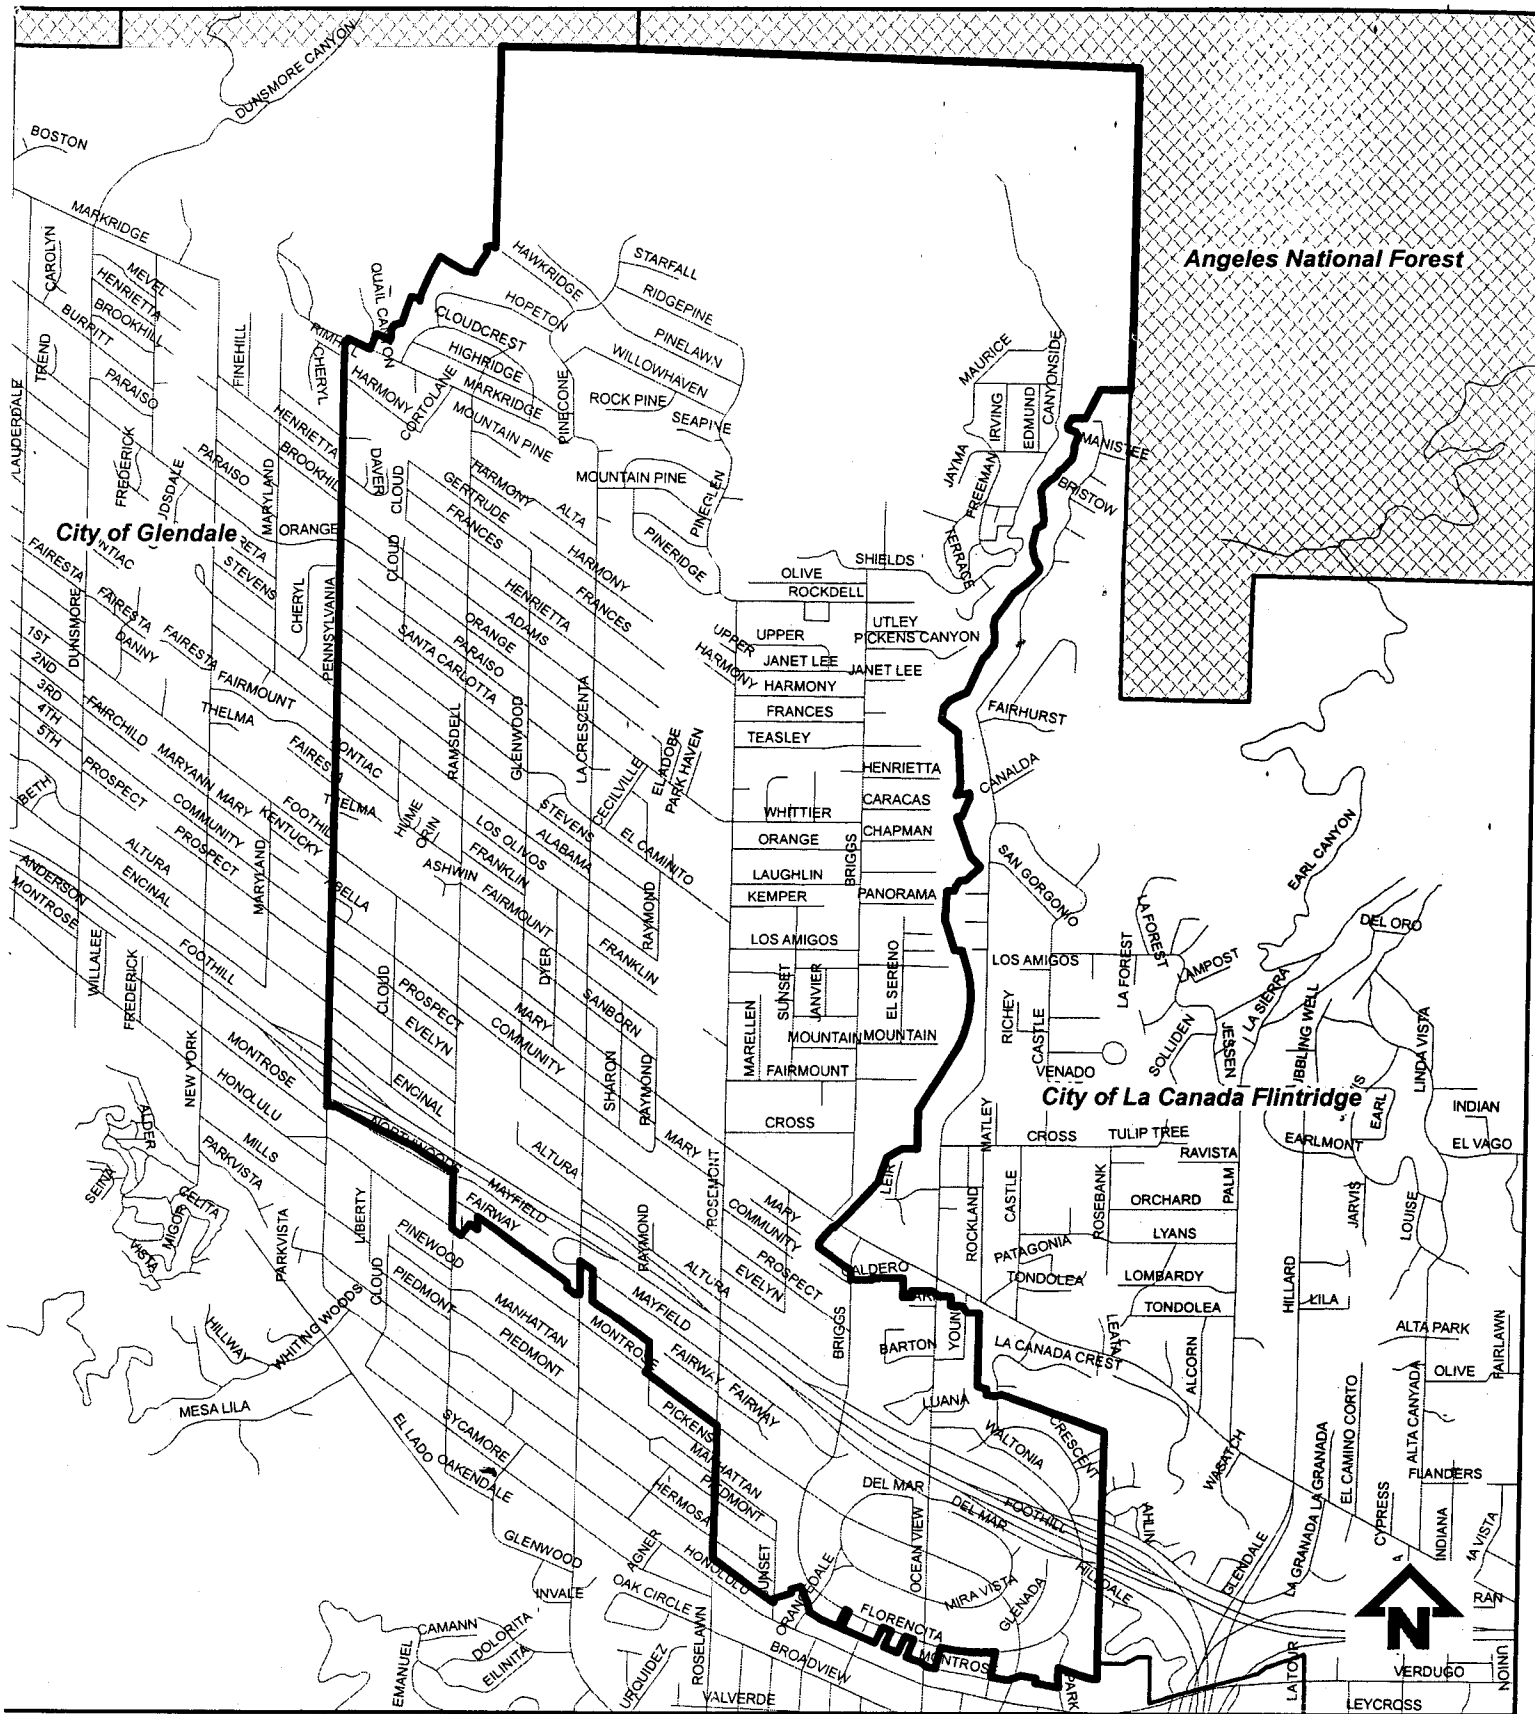 DUNSMORE CANYON
BOSTON
MARKRIDGE
CAROLYN
MEVEL
HENRIETTA
BROOKHILL
BURRITT
TREND
PARAISO
LAUDERDALE
FREDERICK
FINEHILL
CHERYL
HENRIETTA
PARAISO
MARYLAND
ORANGE
City of Glendale
STEVENS
FAIRESTA
FAIRESTA
DANNY
FAIRESTA
FAIRMOUNT
THELMA
CHERYL
PENNSYLVANIA
DUNSMORE
1ST
2ND
3RD
4TH
5TH
FAIRCHILD
MARYANN
MARY
KENTUCKY
PROSPECT
COMMUNITY
PROSPECT
BETH
ALTURA
ENCINAL
MARYLAND
ANDERSON
MONTROSE
FOOTHILL
WILLALEE
FREDERICK
NEW YORK
MONTROSE
HONOLULU
MILLS
PARKVISTA
PARKVISTA
ALDER
SEINA
CELITA
MIGOR
VISTA
HILLWAY
WHITING WOODS
MESA LILA
LIBERTY
CLOUD
PINEWOOD
PIEDMONT
MANHATTAN
PIEDMONT
EL LADO
SYCAMORE
OAKENDALE
GLENWOOD
INVALE
AGNER
OAK CIRCLE
CAMANN
DOLORITA
EILINITA
EMANUEL
URQUIDEZ
ROSELAWN
VALVERDE
BROADVIEW
HONOLULU
HERMOSA
PICKENS
MANHATTAN
PIEDMONT
HAWKRIDGE
STARFALL
RIDGEPINE
HOPETON
CLOUDCREST
PINELAWN
WILLOWHAVEN
HIGHRIDGE
MARKRIDGE
HARMONY
CORTOLANE
MOUNTAIN PINE
PINECONE
ROCK PINE
SEAPINE
MOUNTAIN PINE
PINEGLEN
PINERIDGE
CLOUD
CLOUD
HARMONY
GERTRUDE
FRANCES
ALTA
HARMONY
FRANCES
HENRIETTA
ADAMS
ORANGE
PARAISO
SANTA CARLOTTA
RAMSDELL
GLENWOOD
LA CRESCENTA
CECILVILLE
ELADOBE
PARK HAVEN
THELMA
HUME
ORIN
LOS OLIVOS
STEVENS
ALABAMA
EL CAMINITO
FRANKLIN
ASHWIN
FAIRMOUNT
RAYMOND
FRANKLIN
DYER
SANBORN
CLOUD
PROSPECT
EVELYN
MARY
COMMUNITY
SHARON
RAYMOND
ENCINAL
ALTURA
MARY
COMMUNITY
MARY
PROSPECT
EVELYN
ROSEMONT
MAYFIELD
FAIRWAY
RAYMOND
ALTURA
MAYFIELD
MONTROSE
FAIRWAY
FAIRWAY
BRIGGS
MAURICE
IRVING
EDMUND
CANYONSIDE
JAYMA
FREEMAN
MANISTEE
BRISTOW
SHIELDS
OLIVE
ROCKDELL
UTLEY
PICKENS CANYON
UPPER
HARMONY
UPPER
JANET LEE
JANET LEE
HARMONY
FRANCES
TEASLEY
HENRIETTA
CARACAS
WHITTIER
CHAPMAN
ORANGE
BRIGGS
LAUGHLIN
KEMPER
PANORAMA
LOS AMIGOS
SUNSET
JANVIER
EL SERENO
MARELLEN
MOUNTAIN
MOUNTAIN
FAIRMOUNT
CROSS
Angeles National Forest
FAIRHURST
CANALDA
SAN GORGONIO
LOS AMIGOS
LA FOREST
LA FOREST
LAMPOST
RICHEY
CASTLE
VENADO
SOLLIDEN
JESSEN
LA SIERRA
EARL CANYON
DEL ORO
LINDA VISTA
City of La Canada Flintridge
EARL
INDIAN
EL VAGO
EARLMONT
MATLEY
CROSS
TULIP TREE
RAVISTA
PALM
ORCHARD
LYANS
ROCKLAND
CASTLE
ROSEBANK
PATAGONIA
TONDOLEA
LOMBARDY
TONDOLEA
HILLARD
LILA
JARVIS
LOUISE
ALTA PARK
OLIVE
FAIRLAWN
ALTA CANYADA
LEATA
ALCORN
LA CANADA CREST
BARTON
YOUNG
LUANA
WALTONIA
CRESCENT
WASATCH
DEL MAR
DEL MAR
FOOTHILL
OCEAN VIEW
MIRA VISTA
GLENADA
HILLDALE
AHLIN
GLENDALE
LA GRANADA
LA GRANADA
EL CAMINO CORTO
CYPRESS
FLANDERS
INDIANA
FLORENCITA
MONTROSE
PARK
LA TOUR
VERDUGO
UNION
LEYCROSS
N